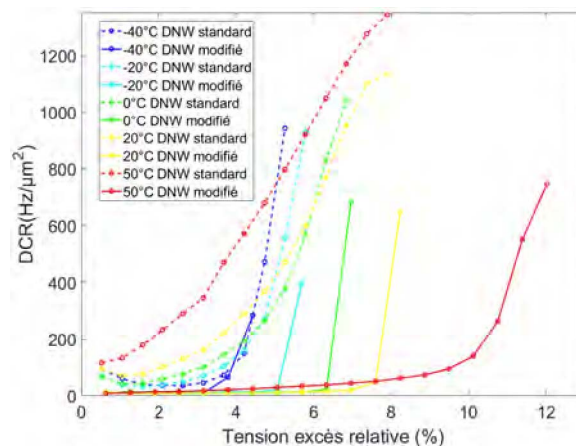 DCR(Hz/µm²)
1200
1000
800
600
400
200
0
-40°C DNW standard
-40°C DNW modifié
-20°C DNW standard
-20°C DNW modifié
0°C DNW standard
0°C DNW modifié
20°C DNW standard
20°C DNW modifié
50°C DNW standard
50°C DNW modifié
0 2 4 6 8 10 12
Tension excès relative (%)